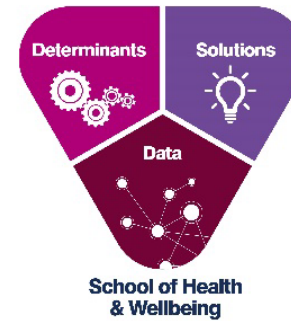 Determinants
Solutions
Data
School of Health
& Wellbeing